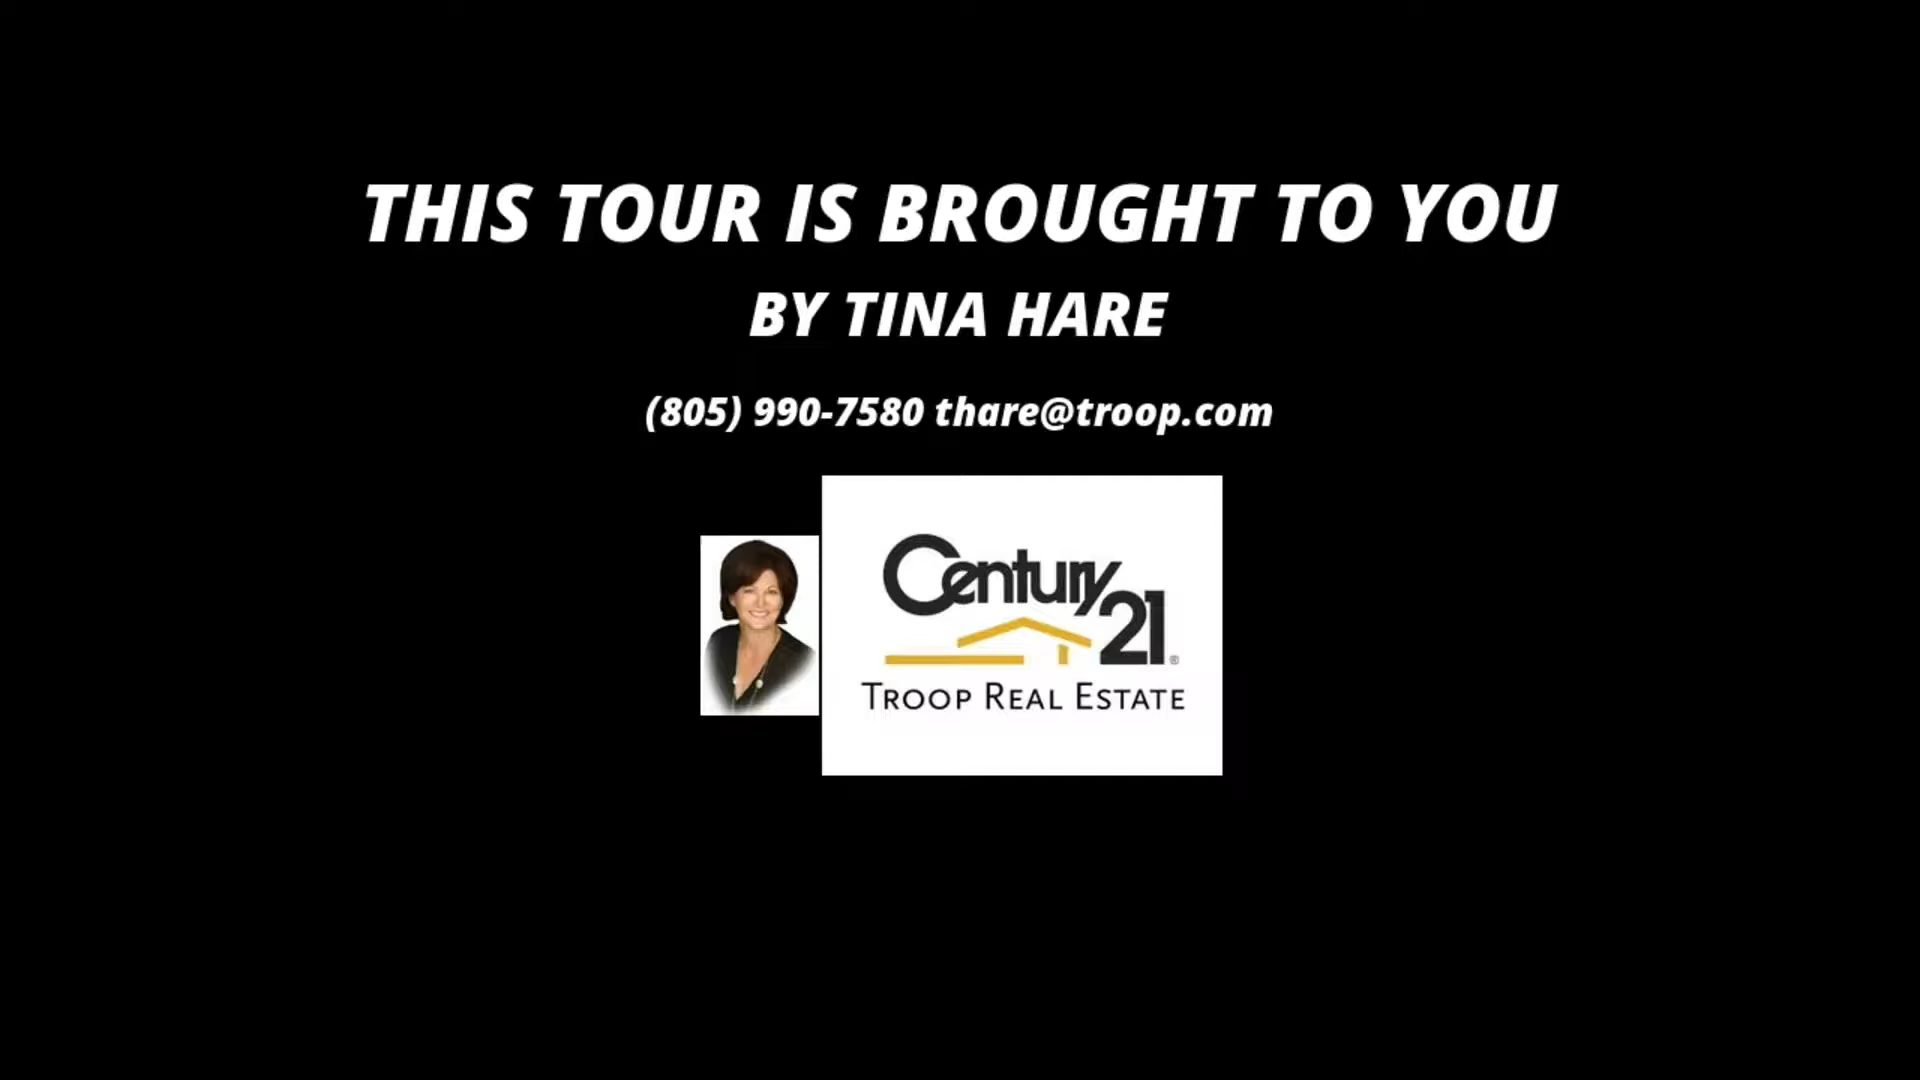 THIS TOUR IS BROUGHT TO YOU
BY TINA HARE
(805) 990-7580 thare@troop.com
Century 21®
TROOP REAL ESTATE